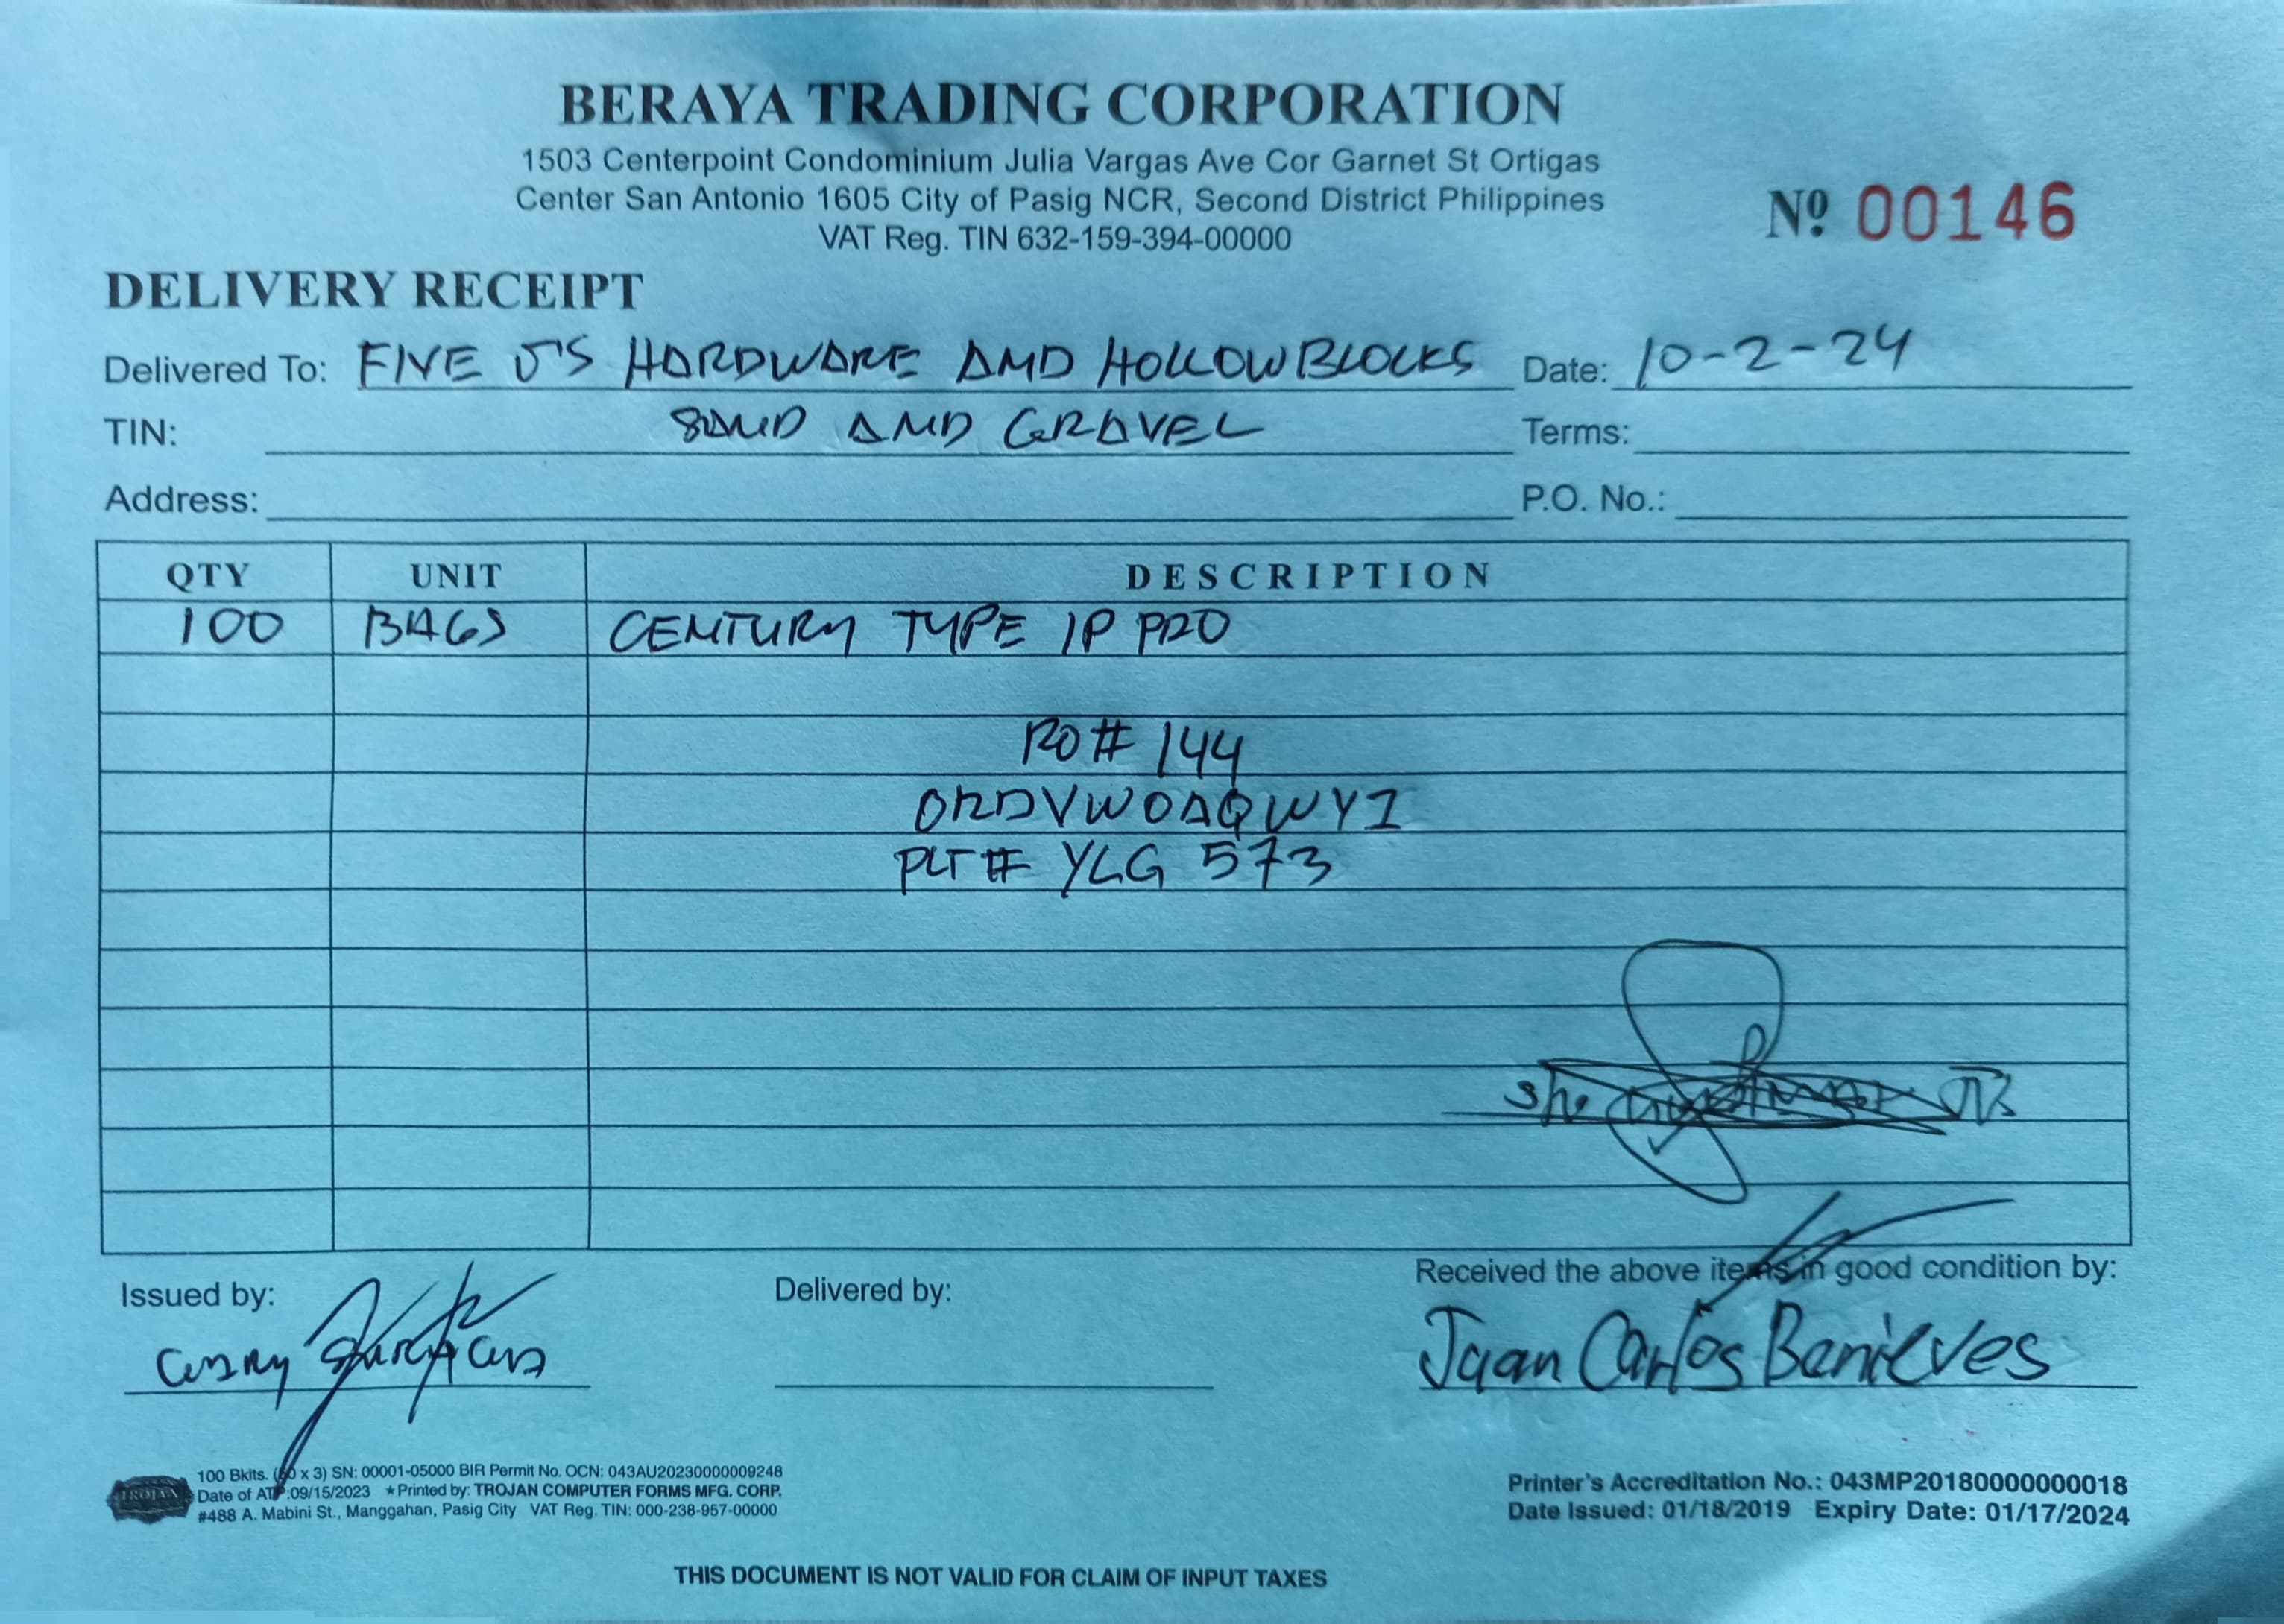 BERAYA TRADING CORPORATION
1503 Centerpoint Condominium Julia Vargas Ave Cor Garnet St Ortigas
Center San Antonio 1605 City of Pasig NCR, Second District Philippines
VAT Reg. TIN 632-159-394-00000
Nº 00146
DELIVERY RECEIPT
Delivered To: FIVE J'S HARDWARE AND HOLLOWBLOCKS Date: 10-2-24
TIN: SAND AND GRAVEL Terms:
Address: P.O. No.:
QTY UNIT DESCRIPTION
100 BAGS CENTURY TYPE 1P PRO
RO# 144
ORDVWOAQWYI
PLT# YLG 573
She
Issued by: Delivered by: Received the above items in good condition by:
Juan Carlos Benieves
100 Bklts. (50 x 3) SN: 00001-05000 BIR Permit No. OCN: 043AU20230000009248
Date of ATP:09/15/2023 ★Printed by: TROJAN COMPUTER FORMS MFG. CORP.
#488 A. Mabini St., Manggahan, Pasig City VAT Reg. TIN: 000-238-957-00000
TROJAN
Printer's Accreditation No.: 043MP20180000000018
Date Issued: 01/18/2019 Expiry Date: 01/17/2024
THIS DOCUMENT IS NOT VALID FOR CLAIM OF INPUT TAXES